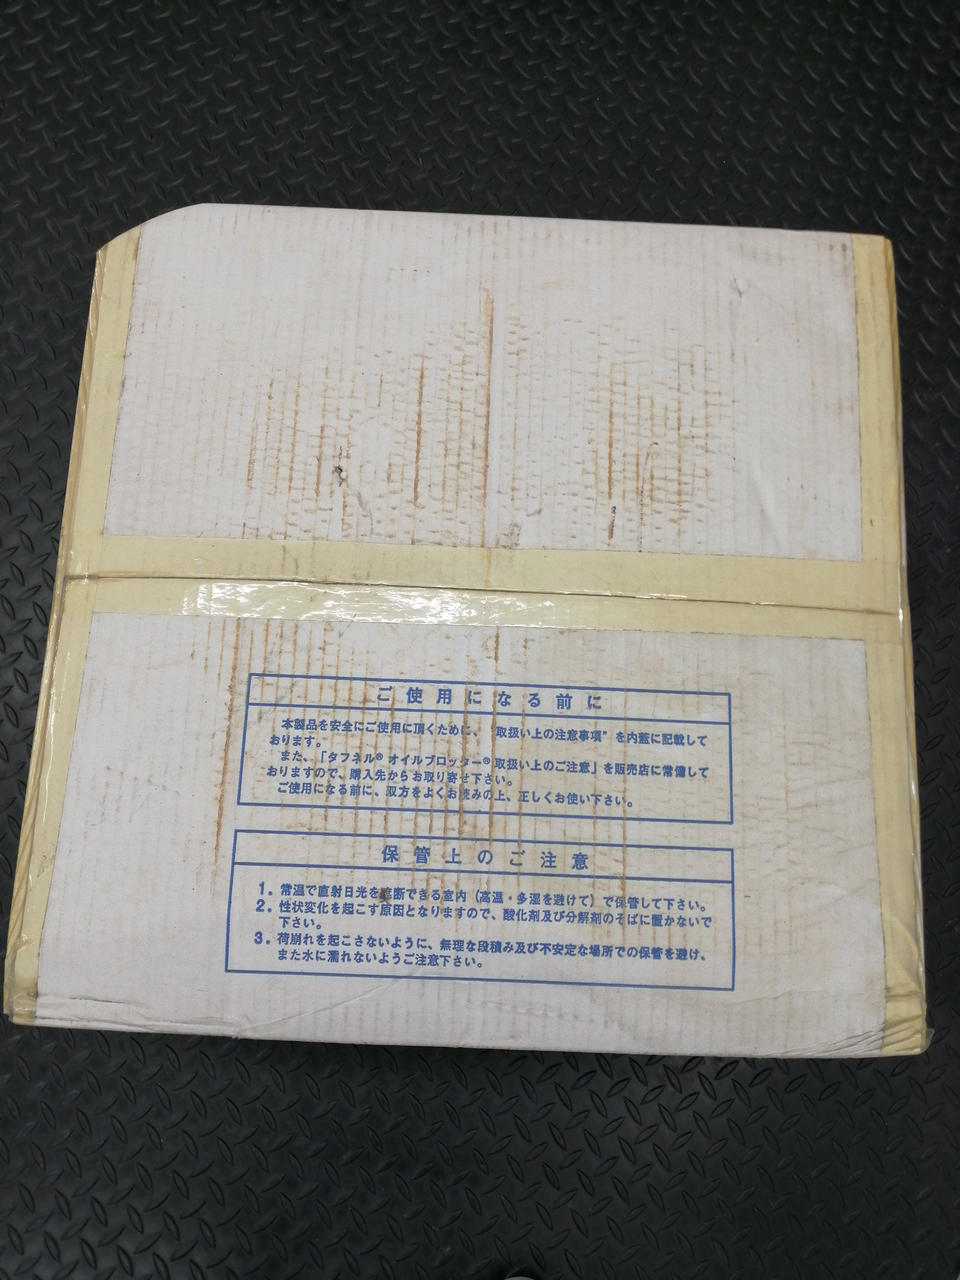 ご使用になる前に
本製品を安全にご使用に頂くために、"取扱い上の注意事項"を内蓋に記載して
おります。
また、「タフネル® オイルブロッター® 取扱い上のご注意」を販売店に常備して
おりますので、購入先からお取り寄せ下さい。
ご使用になる前に、双方をよくお読みの上、正しくお使い下さい。
保管上のご注意
1. 常温で直射日光を遮断できる室内（高温・多湿を避けて）で保管して下さい。
2. 性状変化を起こす原因となりますので、酸化剤及び分解剤のそばに置かないで
下さい。
3. 荷崩れを起こさないように、無理な段積み及び不安定な場所での保管を避け、
また水に濡れないようご注意下さい。